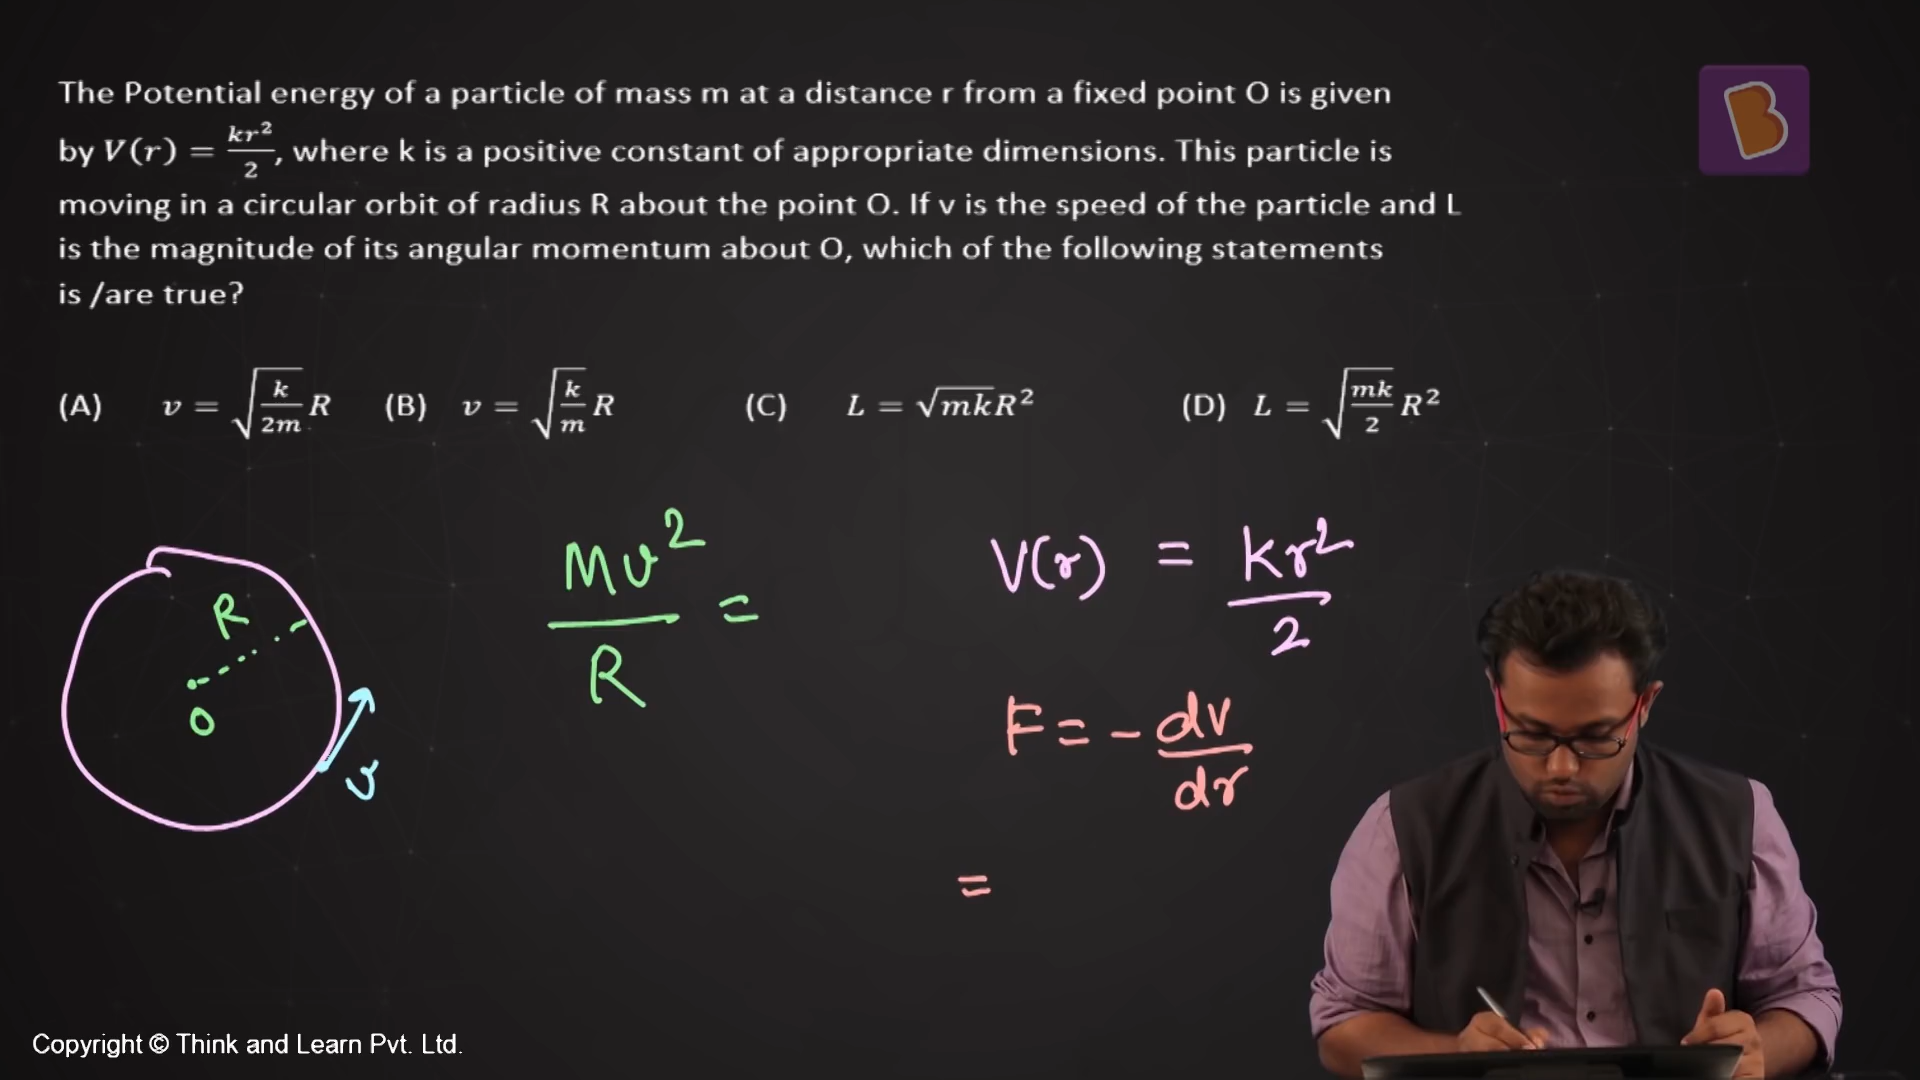 The Potential energy of a particle of mass m at a distance r from a fixed point O is given
by V(r) = kr²/2, where k is a positive constant of appropriate dimensions. This particle is
moving in a circular orbit of radius R about the point O. If v is the speed of the particle and L
is the magnitude of its angular momentum about O, which of the following statements
is /are true?
(A) v = √(k/2m) R (B) v = √(k/m) R (C) L = √mk R² (D) L = √(mk/2) R²
R
O
v
Mv²/R =
V(r) = kr²/2
F = - dv/dr
=
B
Copyright © Think and Learn Pvt. Ltd.